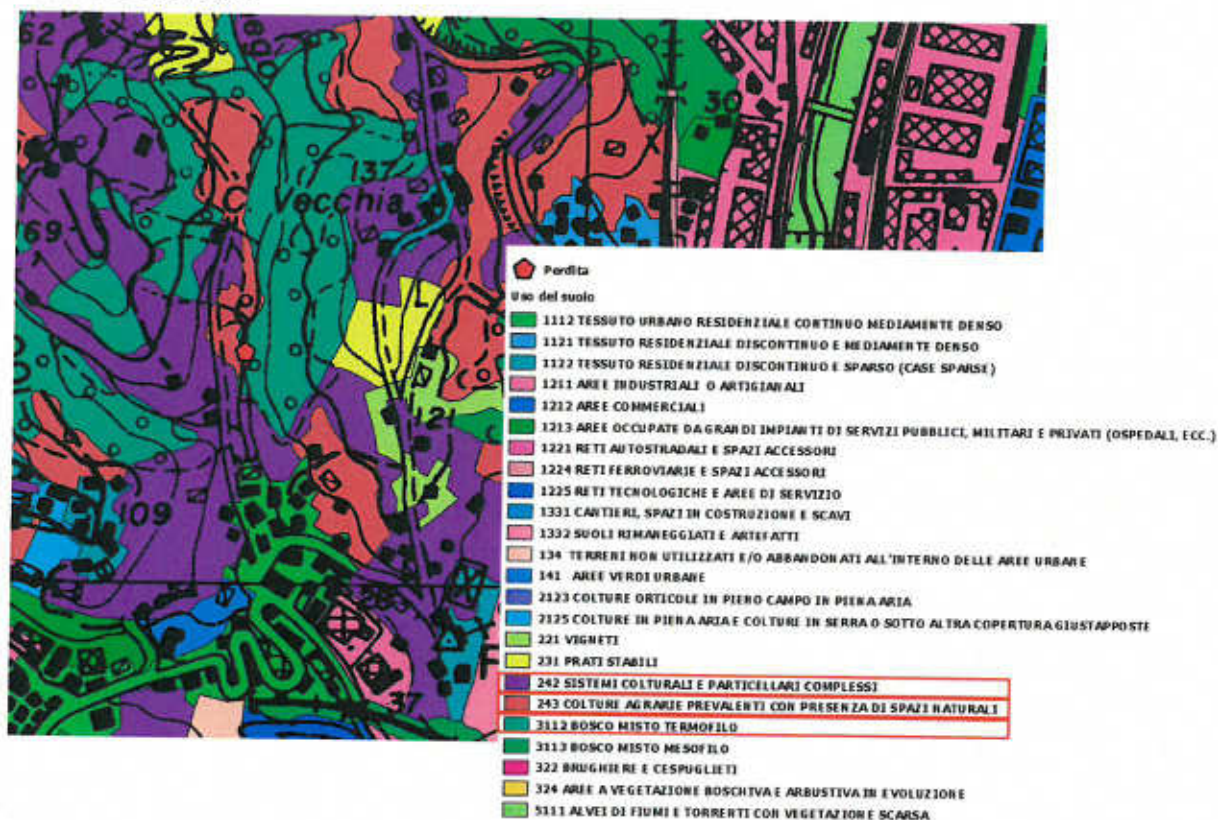 62
30
137
C
Vecchia
169
L
121
109
37
F
Perdita
Uso del suolo
1112 TESSUTO URBANO RESIDENZIALE CONTINUO MEDIAMENTE DENSO
1121 TESSUTO RESIDENZIALE DISCONTINUO E MEDIAMENTE DENSO
1122 TESSUTO RESIDENZIALE DISCONTINUO E SPARSO (CASE SPARSE)
1211 AREE INDUSTRIALI O ARTIGIANALI
1212 AREE COMMERCIALI
1213 AREE OCCUPATE DA GRANDI IMPIANTI DI SERVIZI PUBBLICI, MILITARI E PRIVATI (OSPEDALI, ECC.)
1221 RETI AUTOSTRADALI E SPAZI ACCESSORI
1224 RETI FERROVIARIE E SPAZI ACCESSORI
1225 RETI TECNOLOGICHE E AREE DI SERVIZIO
1331 CANTIERI, SPAZI IN COSTRUZIONE E SCAVI
1332 SUOLI RIMANEGGIATI E ARTEFATTI
134 TERRENI NON UTILIZZATI E/O ABBANDONATI ALL'INTERNO DELLE AREE URBANE
141 AREE VERDI URBANE
2123 COLTURE ORTICOLE IN PIENO CAMPO IN PIENA ARIA
2125 COLTURE IN PIENA ARIA E COLTURE IN SERRA O SOTTO ALTRA COPERTURA GIUSTAPPOSTE
221 VIGNETI
231 PRATI STABILI
242 SISTEMI COLTURALI E PARTICELLARI COMPLESSI
243 COLTURE AGRARIE PREVALENTI CON PRESENZA DI SPAZI NATURALI
3112 BOSCO MISTO TERMOFILO
3113 BOSCO MISTO MESOFILO
322 BRUGHIERE E CESPUGLIETI
324 AREE A VEGETAZIONE BOSCHIVA E ARBUSTIVA IN EVOLUZIONE
5111 ALVEI DI FIUMI E TORRENTI CON VEGETAZIONE SCARSA